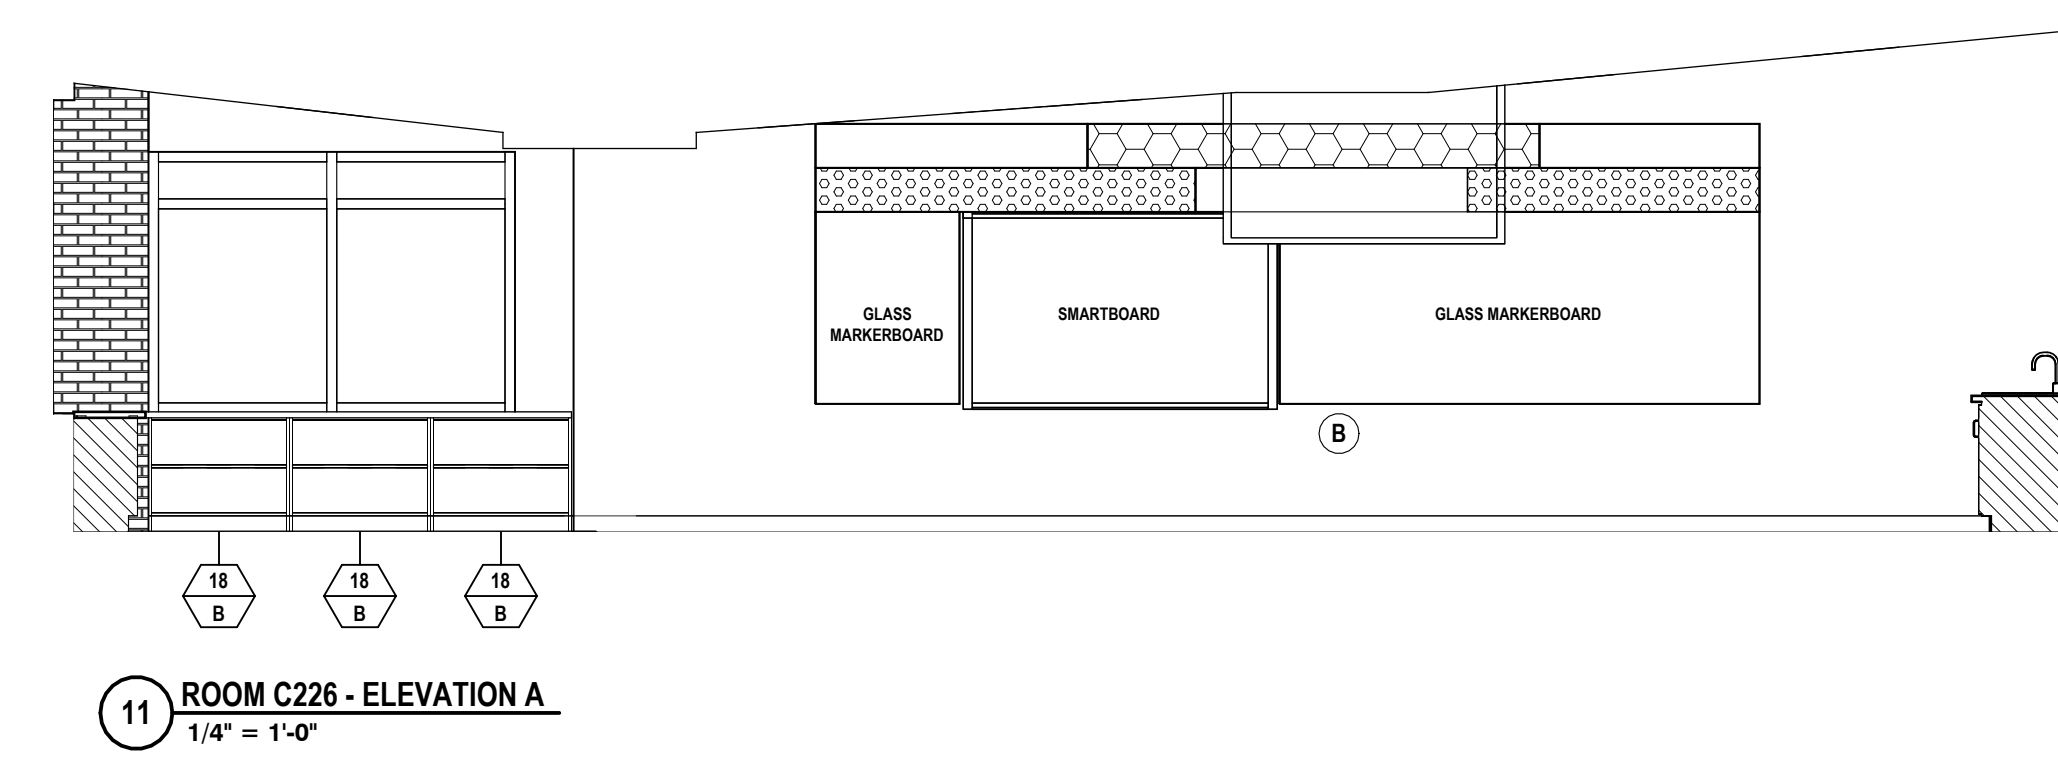 GLASS
MARKERBOARD
SMARTBOARD
GLASS MARKERBOARD
B
18
B
18
B
18
B
11
ROOM C226 - ELEVATION A
1/4" = 1'-0"